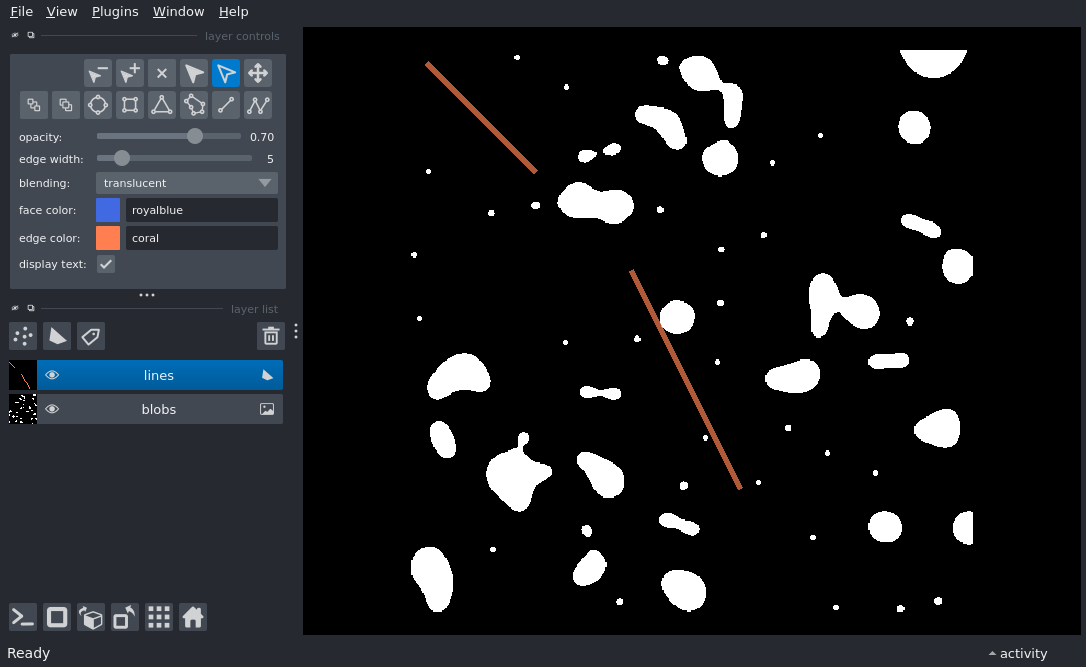 File View Plugins Window Help
layer controls
opacity: 0.70
edge width: 5
blending: translucent
face color: royalblue
edge color: coral
display text:
layer list
lines
blobs
Ready
activity